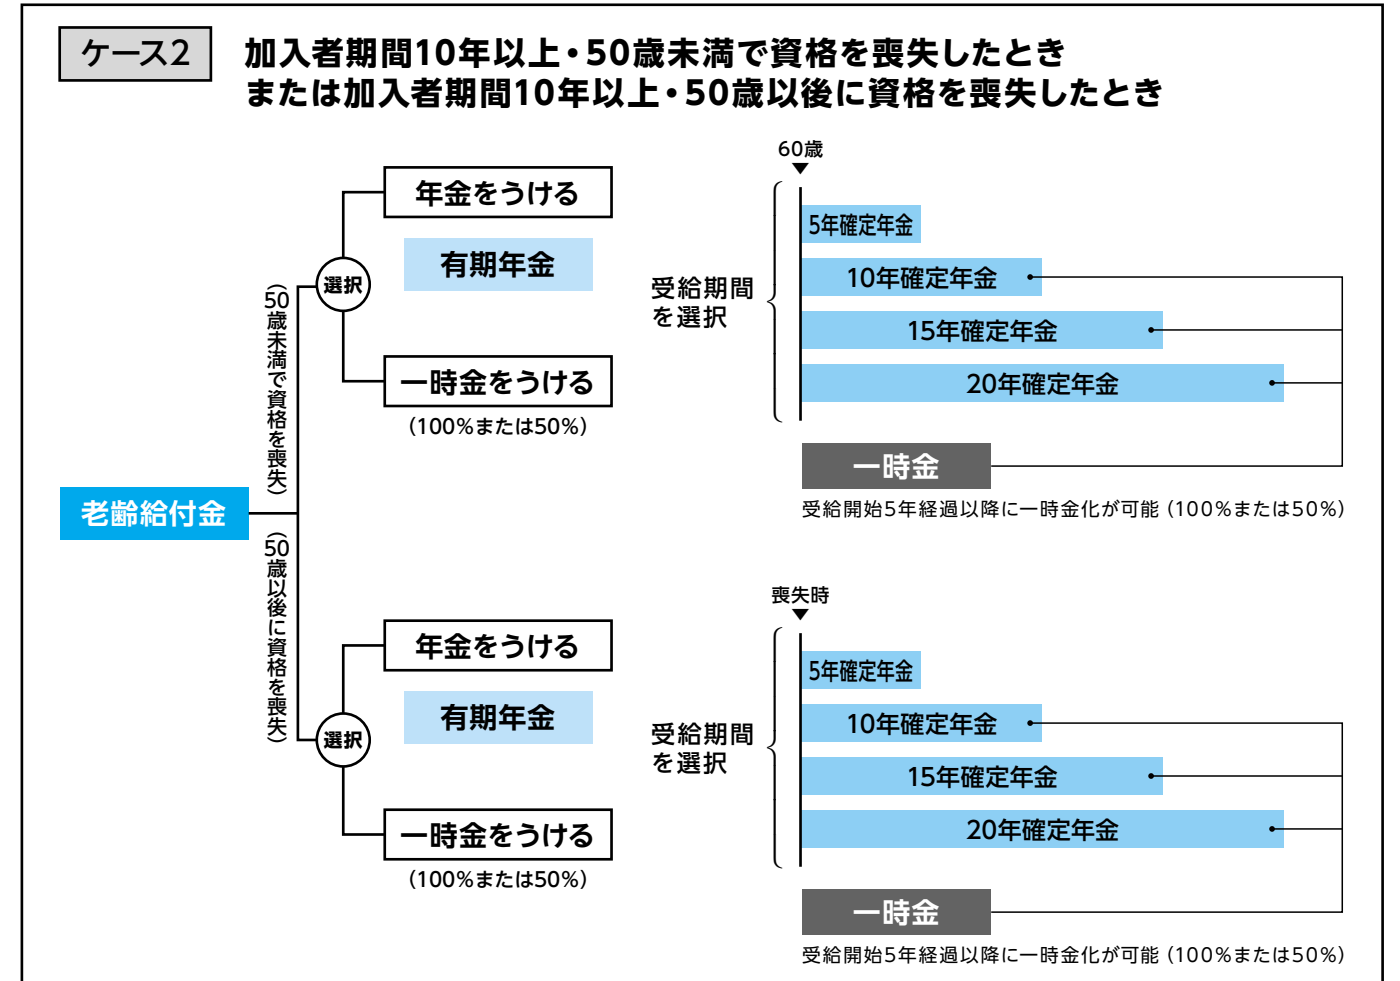 ケース2
加入者期間10年以上・50歳未満で資格を喪失したとき
または加入者期間10年以上・50歳以後に資格を喪失したとき
老齢給付金
（50歳未満で資格を喪失）
選択
年金をうける
有期年金
一時金をうける
（100％または50％）
受給期間
を選択
60歳
▼
5年確定年金
10年確定年金
15年確定年金
20年確定年金
一時金
受給開始5年経過以降に一時金化が可能（100％または50％）
（50歳以後に資格を喪失）
選択
年金をうける
有期年金
一時金をうける
（100％または50％）
受給期間
を選択
喪失時
▼
5年確定年金
10年確定年金
15年確定年金
20年確定年金
一時金
受給開始5年経過以降に一時金化が可能（100％または50％）